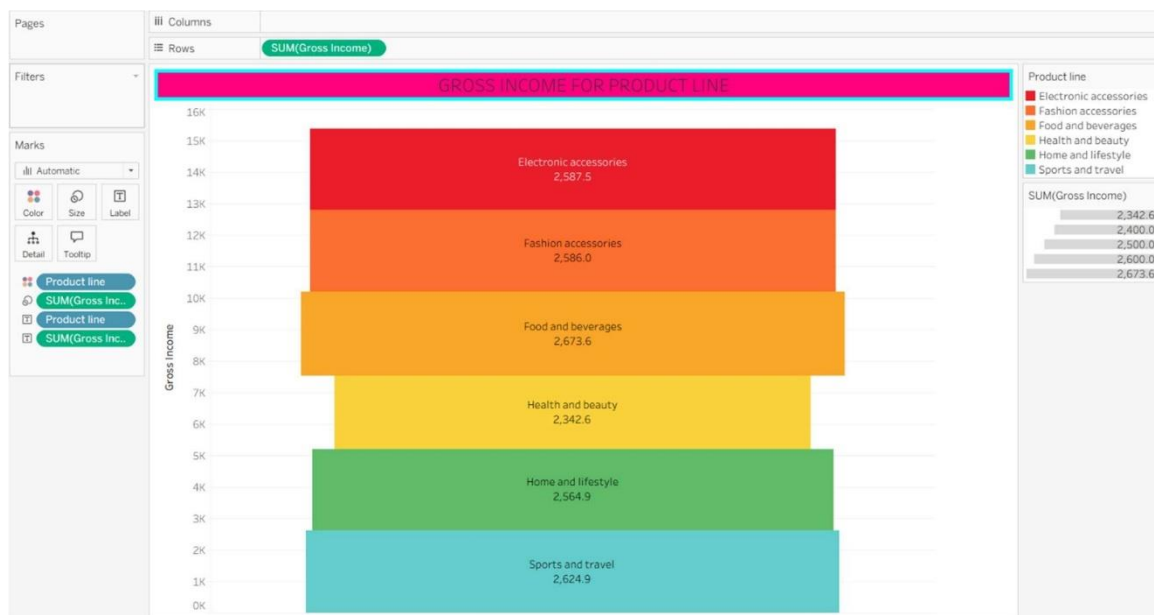 Pages
Columns
Rows
SUM(Gross Income)
Filters
Marks
Automatic
Color
Size
Label
Detail
Tooltip
Product line
SUM(Gross Inc..
Product line
SUM(Gross Inc..
GROSS INCOME FOR PRODUCT LINE
Gross Income
16K
15K
14K
13K
12K
11K
10K
9K
8K
7K
6K
5K
4K
3K
2K
1K
0K
Electronic accessories
2,587.5
Fashion accessories
2,586.0
Food and beverages
2,673.6
Health and beauty
2,342.6
Home and lifestyle
2,564.9
Sports and travel
2,624.9
Product line
Electronic accessories
Fashion accessories
Food and beverages
Health and beauty
Home and lifestyle
Sports and travel
SUM(Gross Income)
2,342.6
2,400.0
2,500.0
2,600.0
2,673.6